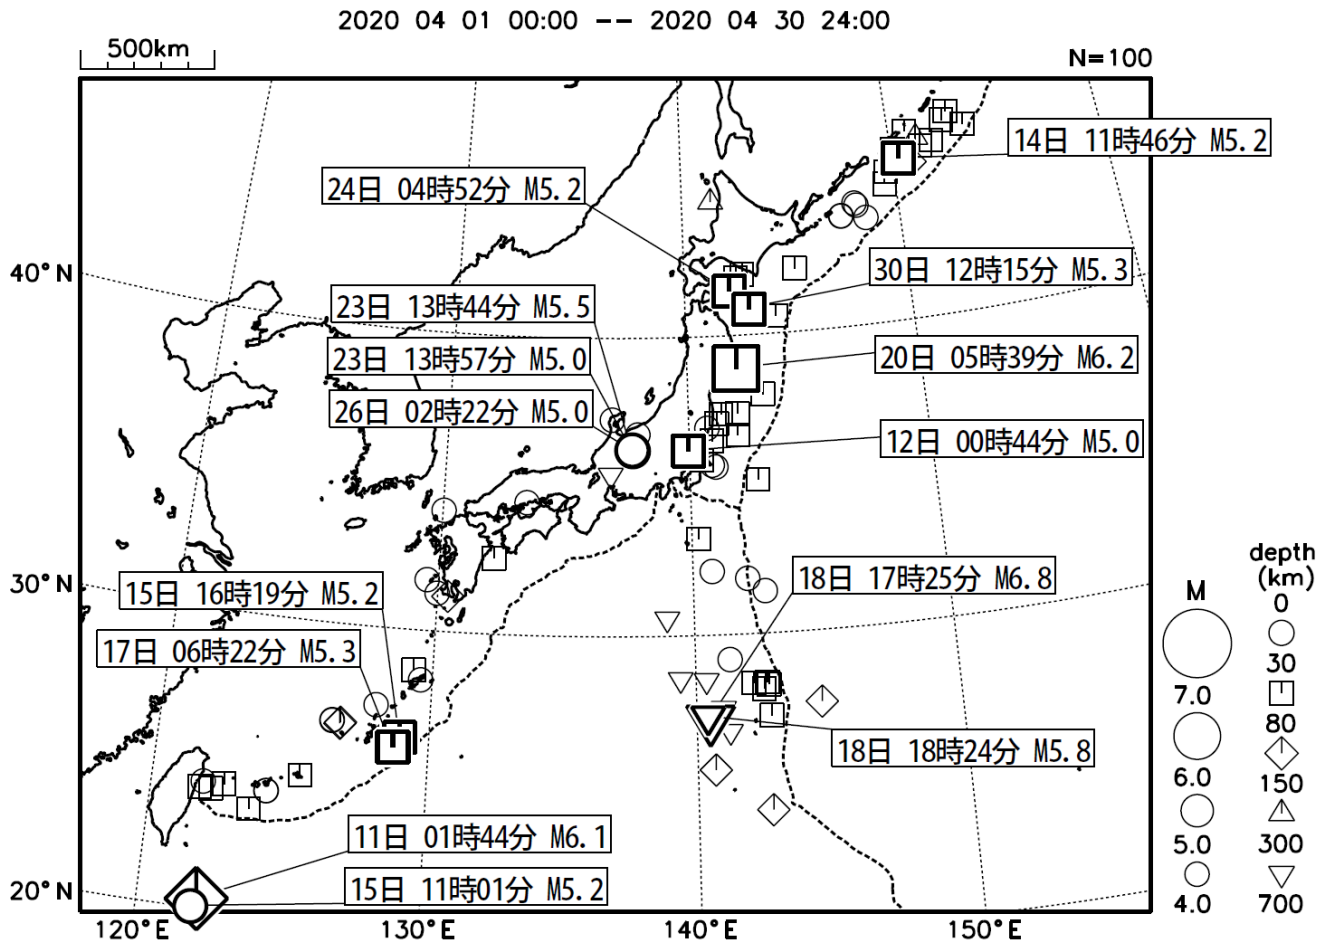 2020 04 01 00:00 -- 2020 04 30 24:00
500km
N=100
14日 11時46分 M5.2
24日 04時52分 M5.2
40°N
30日 12時15分 M5.3
23日 13時44分 M5.5
23日 13時57分 M5.0
20日 05時39分 M6.2
26日 02時22分 M5.0
12日 00時44分 M5.0
30°N
15日 16時19分 M5.2
18日 17時25分 M6.8
17日 06時22分 M5.3
18日 18時24分 M5.8
11日 01時44分 M6.1
15日 11時01分 M5.2
20°N
120°E
130°E
140°E
150°E
M
7.0
6.0
5.0
4.0
depth
(km)
0
30
80
150
300
700